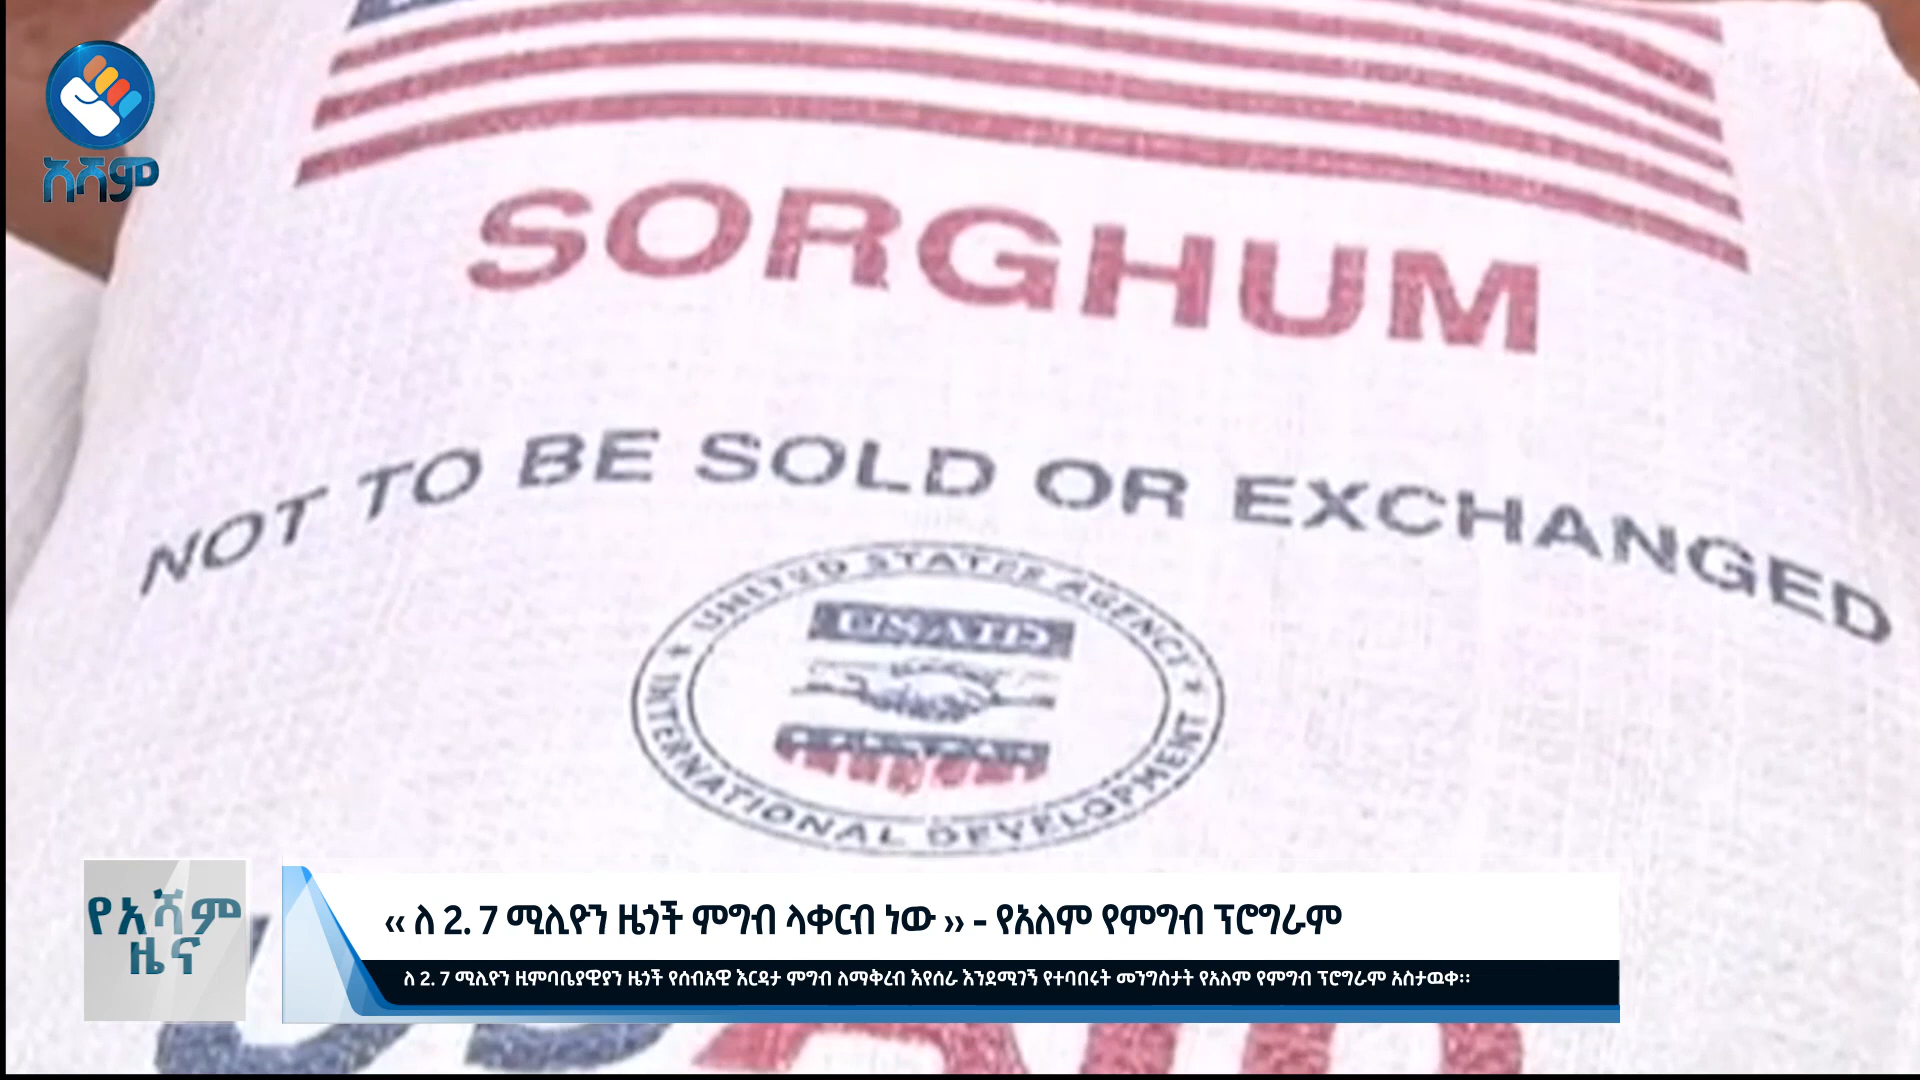 አሻም
SORGHUM
NOT TO BE SOLD OR EXCHANGED
UNITED STATES AGENCY
USAID
INTERNATIONAL DEVELOPMENT
የአሻም
ዜና
‹‹ ለ 2. 7 ሚሊዮን ዜጎች ምግብ ላቀርብ ነው ›› - የአለም የምግብ ፕሮግራም
ለ 2. 7 ሚሊዮን ዚምባቤያዊያን ዜጎች የሰብአዊ እርዳታ ምግብ ለማቅረብ እየሰራ እንደሚገኝ የተባበሩት መንግስታት የአለም የምግብ ፕሮግራም አስታዉቀ።
USAID